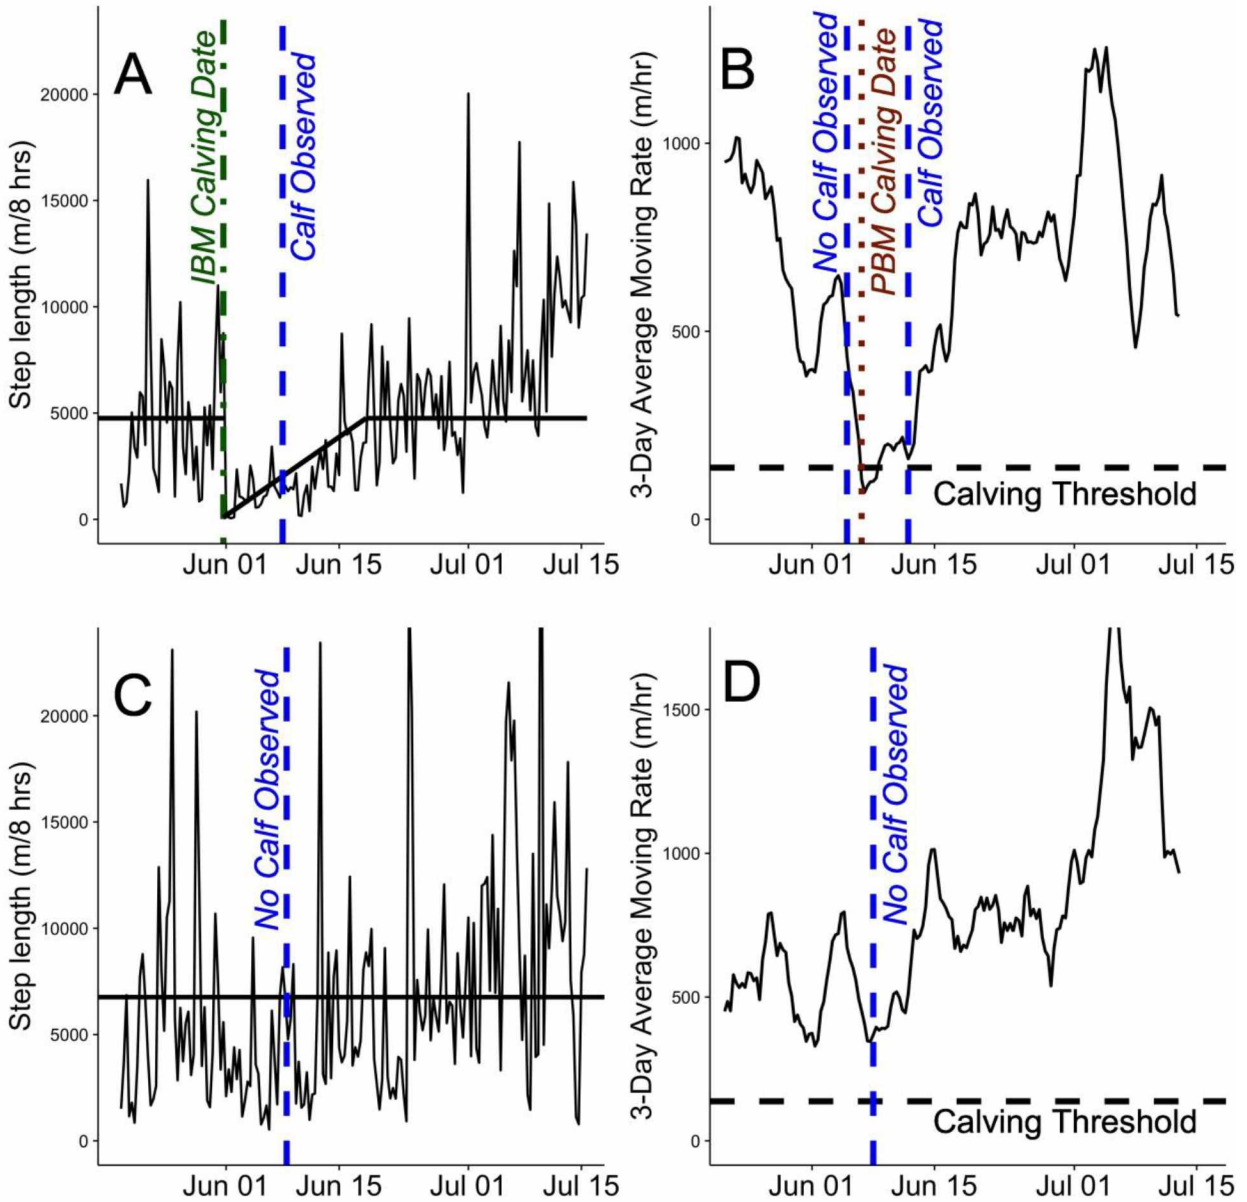 A
IBM Calving Date
Calf Observed
Step length (m/8 hrs)
20000
15000
10000
5000
0
Jun 01
Jun 15
Jul 01
Jul 15
B
No Calf Observed
PBM Calving Date
Calf Observed
3-Day Average Moving Rate (m/hr)
1000
500
0
Calving Threshold
Jun 01
Jun 15
Jul 01
Jul 15
C
No Calf Observed
Step length (m/8 hrs)
20000
15000
10000
5000
0
Jun 01
Jun 15
Jul 01
Jul 15
D
No Calf Observed
3-Day Average Moving Rate (m/hr)
1500
1000
500
0
Calving Threshold
Jun 01
Jun 15
Jul 01
Jul 15